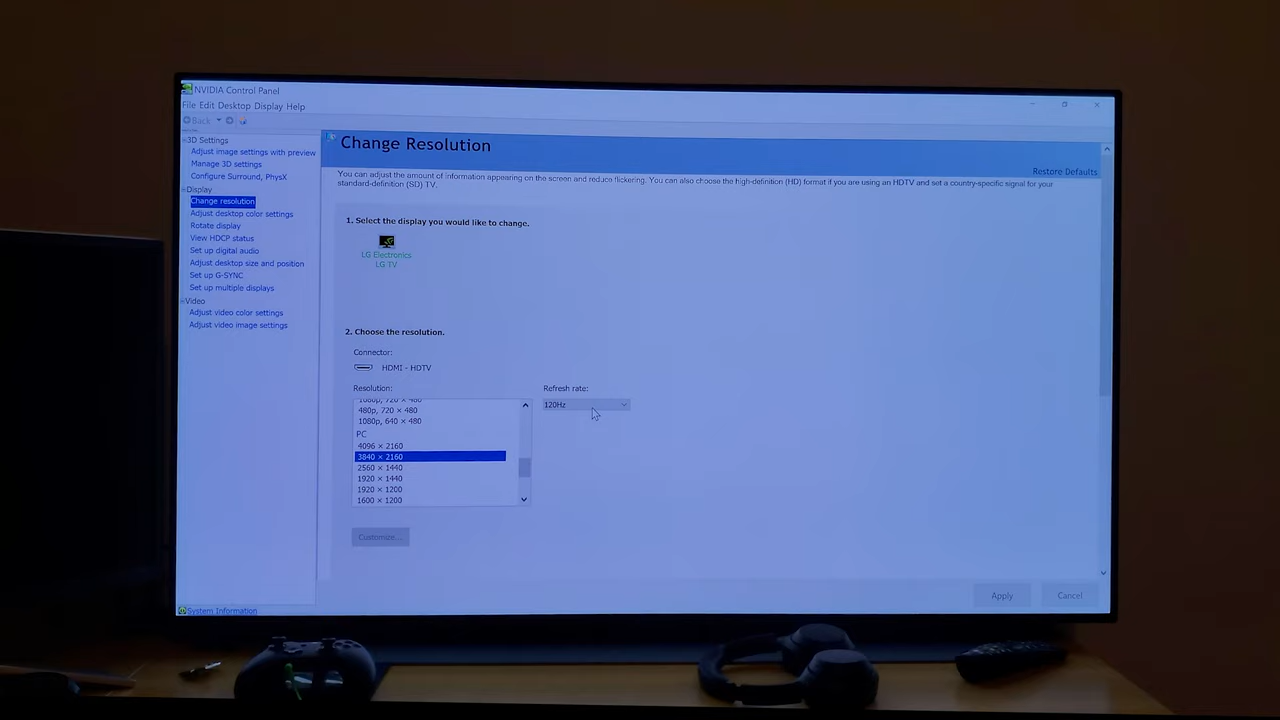 NVIDIA Control Panel
File Edit Desktop Display Help
Back
3D Settings
Adjust image settings with preview
Manage 3D settings
Configure Surround, PhysX
Display
Change resolution
Adjust desktop color settings
Rotate display
View HDCP status
Set up digital audio
Adjust desktop size and position
Set up G-SYNC
Set up multiple displays
Video
Adjust video color settings
Adjust video image settings
System Information
Change Resolution
Restore Defaults
You can adjust the amount of information appearing on the screen and reduce flickering. You can also choose the high-definition (HD) format if you are using an HDTV and set a country-specific signal for your
standard-definition (SD) TV.
1. Select the display you would like to change.
LG Electronics
LG TV
2. Choose the resolution.
Connector:
HDMI - HDTV
Resolution:
Refresh rate:
120Hz
1080p, 720 × 480
480p, 720 × 480
1080p, 640 × 480
PC
4096 × 2160
3840 × 2160
2560 × 1440
1920 × 1440
1920 × 1200
1600 × 1200
Customize...
Apply
Cancel